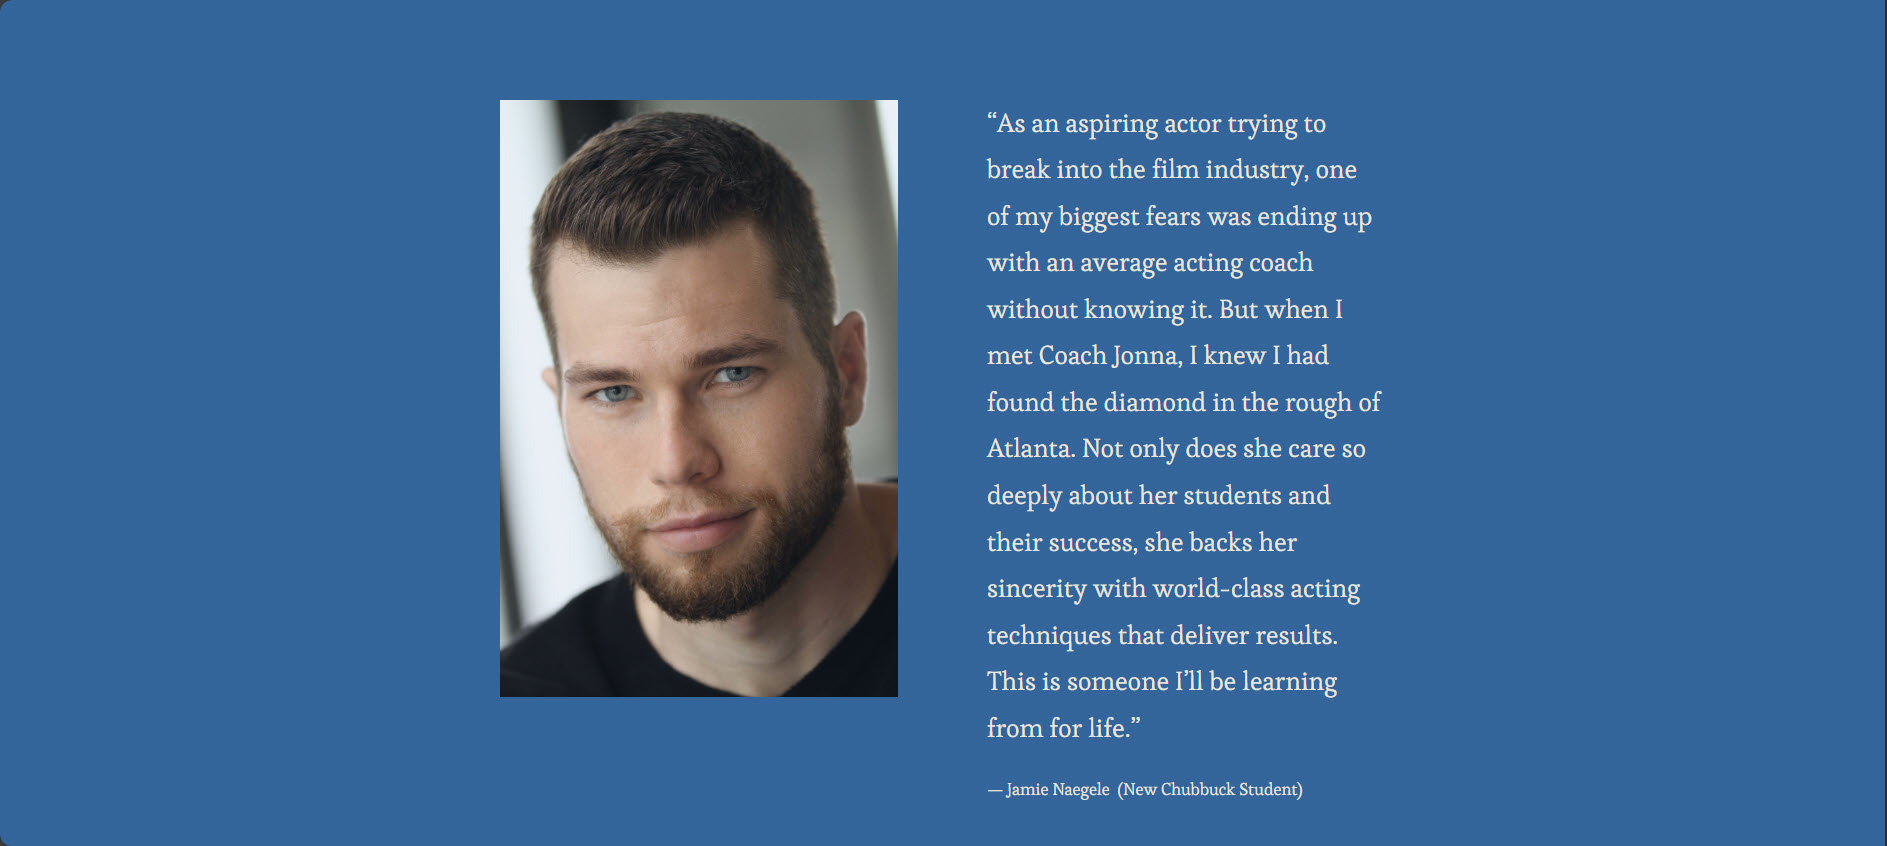 “As an aspiring actor trying to
break into the film industry, one
of my biggest fears was ending up
with an average acting coach
without knowing it. But when I
met Coach Jonna, I knew I had
found the diamond in the rough of
Atlanta. Not only does she care so
deeply about her students and
their success, she backs her
sincerity with world-class acting
techniques that deliver results.
This is someone I’ll be learning
from for life.”
— Jamie Naegele (New Chubbuck Student)